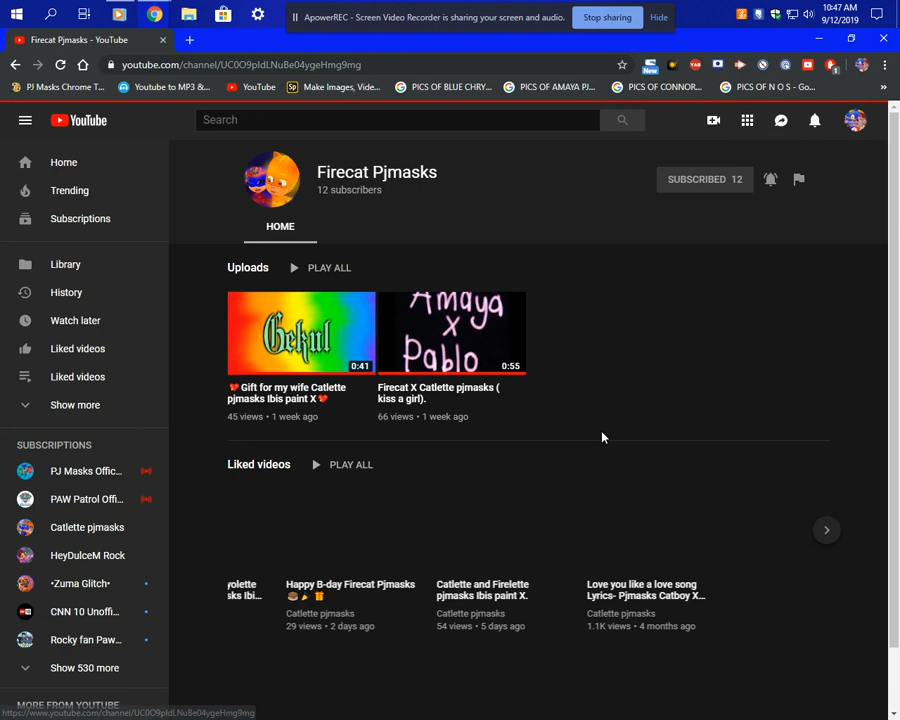 ApowerREC - Screen Video Recorder is sharing your screen and audio.
Stop sharing
Hide
10:47 AM
9/12/2019
Firecat Pjmasks - YouTube
youtube.com/channel/UC0O9pIdLNuBe04ygeHmg9mg
New
YAB
1
PJ Masks Chrome T...
Youtube to MP3 &...
YouTube
Sp
Make Images, Vide...
PICS OF BLUE CHRY...
PICS OF AMAYA PJ...
PICS OF CONNOR...
PICS OF N O S - Go...
»
YouTube
Search
Home
Trending
Subscriptions
Library
History
Watch later
Liked videos
Liked videos
Show more
SUBSCRIPTIONS
PJ Masks Offic...
PAW Patrol Offi...
Catlette pjmasks
HeyDulceM Rock
•Zuma Glitch•
CNN 10 Unoffi...
Rocky fan Paw...
Show 530 more
MORE FROM YOUTUBE
Firecat Pjmasks
12 subscribers
SUBSCRIBED 12
HOME
Uploads
PLAY ALL
Gekul
0:41
Amaya
X
Pablo
0:55
💔Gift for my wife Catlette
pjmasks Ibis paint X💔
45 views • 1 week ago
Firecat X Catlette pjmasks (
kiss a girl).
66 views • 1 week ago
Liked videos
PLAY ALL
yolette
sks Ibi...
Happy B-day Firecat Pjmasks
🍔🎉🎁
Catlette pjmasks
29 views • 2 days ago
Catlette and Firelette
pjmasks Ibis paint X.
Catlette pjmasks
54 views • 5 days ago
Love you like a love song
Lyrics- Pjmasks Catboy X...
Catlette pjmasks
1.1K views • 4 months ago
https://www.youtube.com/channel/UC0O9pIdLNuBe04ygeHmg9mg